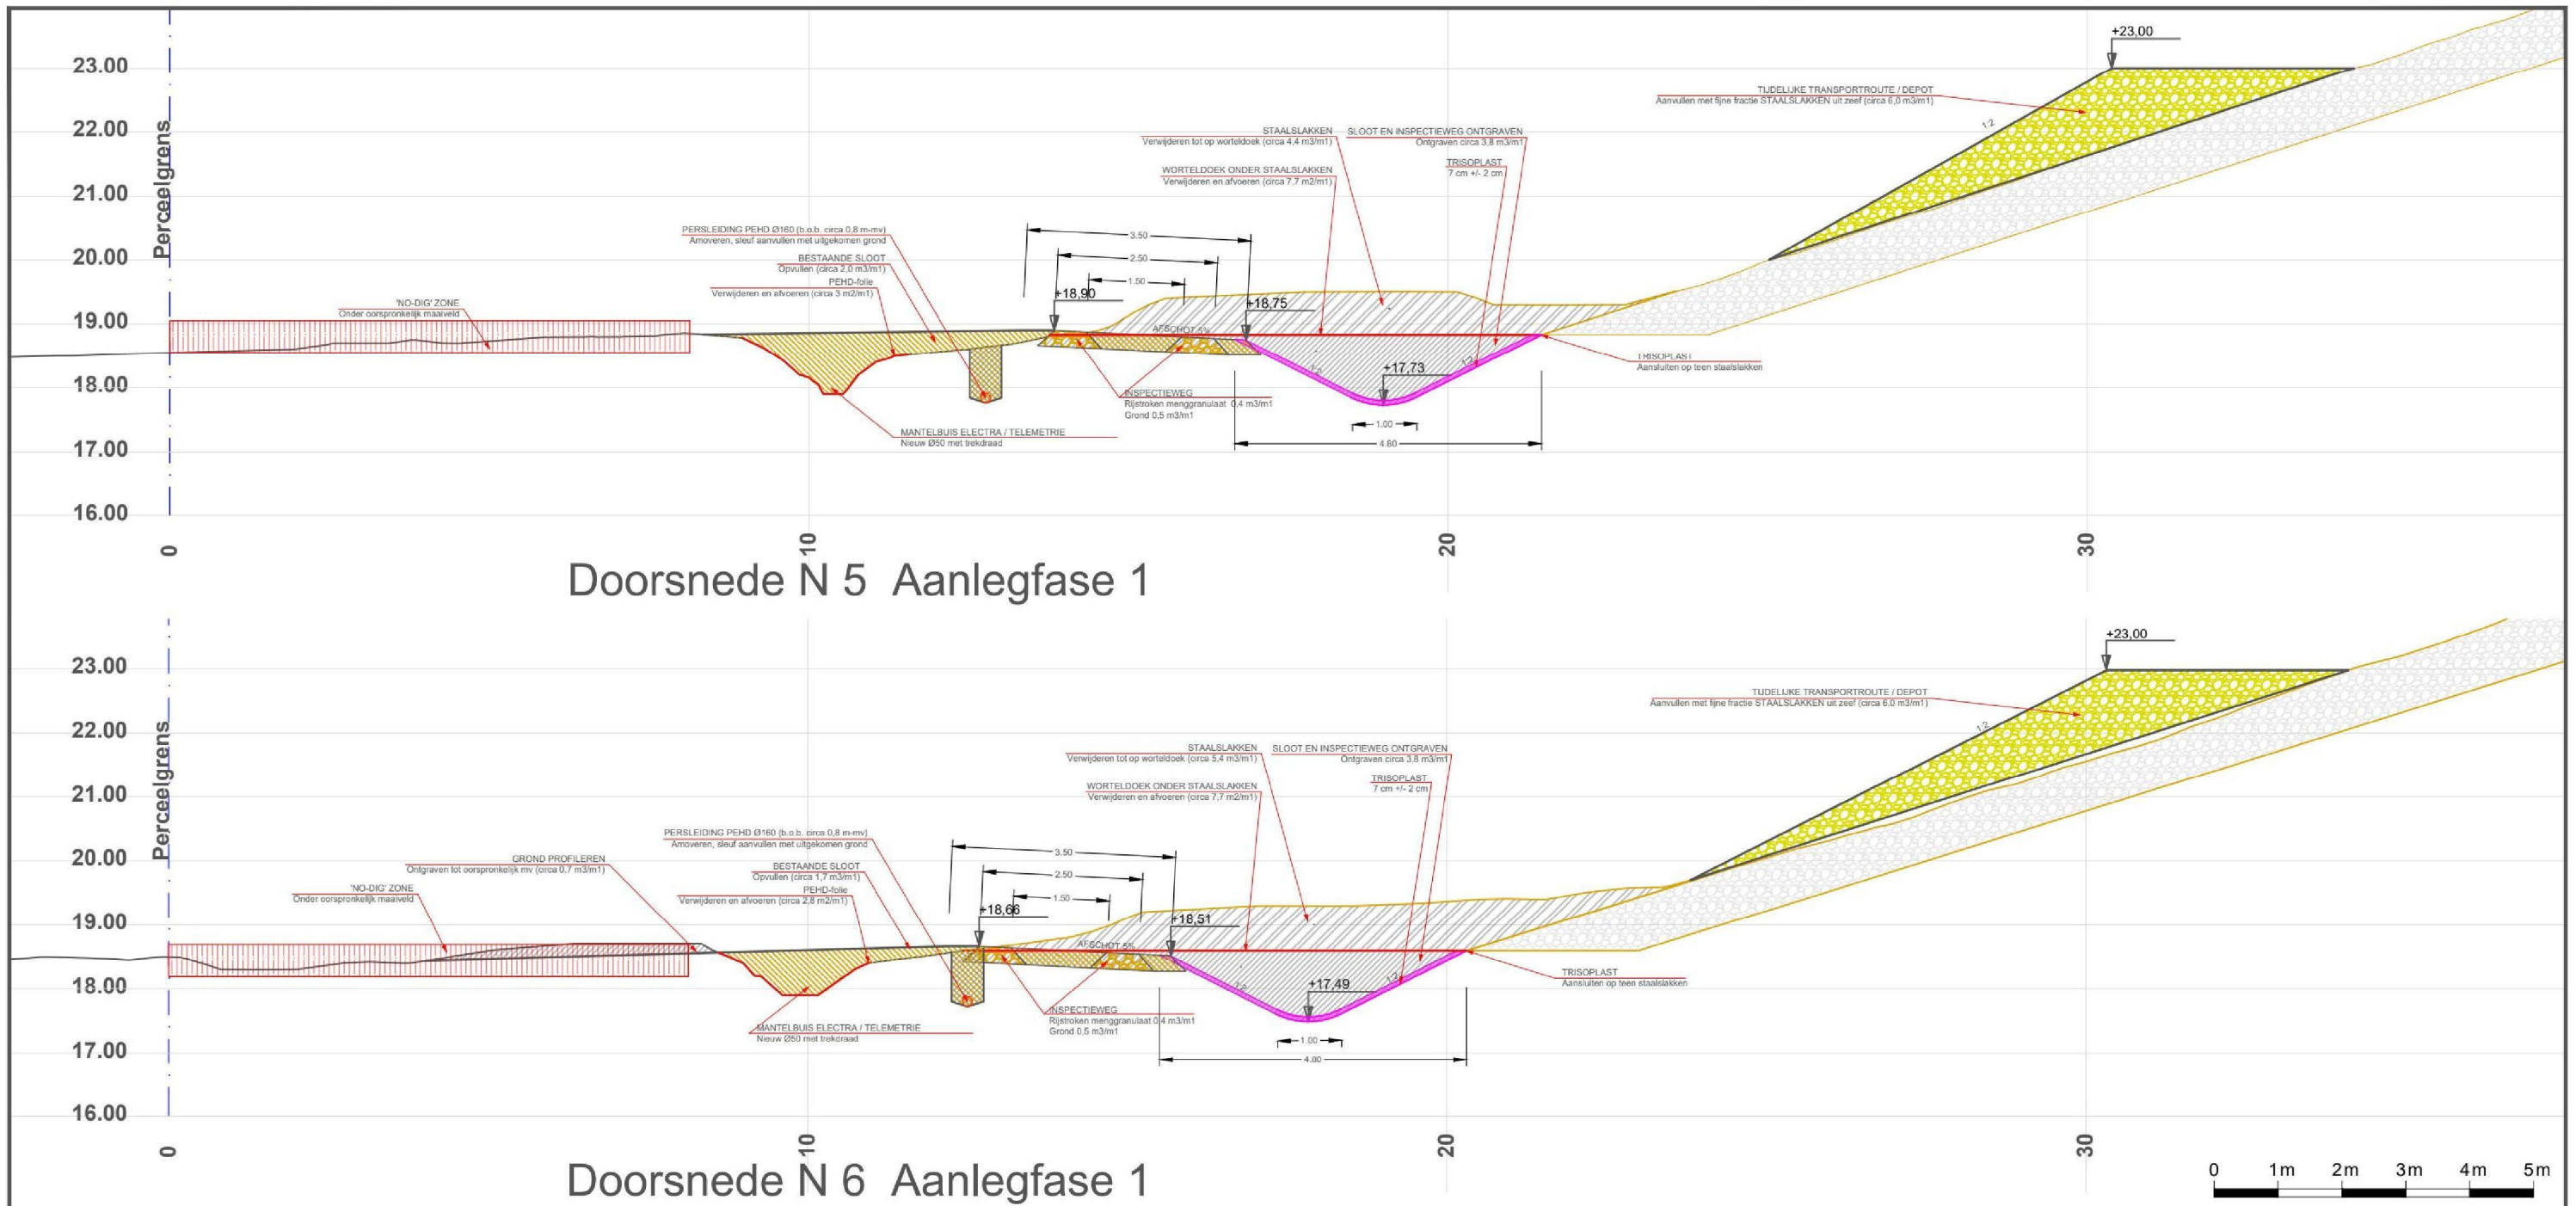 +23,00
23.00
TIJDELIJKE TRANSPORTROUTE / DEPOT
Aanvullen met fijne fractie STAALSLAKKEN uit zeef (circa 6,0 m3/m1)
1:2
22.00
Perceelgrens
STAALSLAKKEN
Verwijderen tot op worteldoek (circa 4,4 m3/m1)
SLOOT EN INSPECTIEWEG ONTGRAVEN
Ontgraven circa 3,8 m3/m1
WORTELDOEK ONDER STAALSLAKKEN
Verwijderen en afvoeren (circa 7,7 m2/m1)
TRISOPLAST
7 cm +/- 2 cm
21.00
PERSLEIDING PEHD Ø160 (b.o.b. circa 0,8 m-mv)
Amoveren, sleuf aanvullen met uitgekomen grond
3.50
20.00
BESTAANDE SLOOT
Opvullen (circa 2,0 m3/m1)
2.50
PEHD-folie
Verwijderen en afvoeren (circa 3 m2/m1)
1.50
'NO-DIG' ZONE
Onder oorspronkelijk maaiveld
+18,90
+18,75
19.00
AFSCHOT 5%
TRISOPLAST
Aansluiten op teen staalslakken
1:2
1:2
18.00
+17,73
INSPECTIEWEG
Rijstroken menggranulaat 0,4 m3/m1
Grond 0,5 m3/m1
MANTELBUIS ELECTRA / TELEMETRIE
Nieuw Ø50 met trekdraad
1.00
4.80
17.00
16.00
0
10
20
30
Doorsnede N 5 Aanlegfase 1
+23,00
23.00
TIJDELIJKE TRANSPORTROUTE / DEPOT
Aanvullen met fijne fractie STAALSLAKKEN uit zeef (circa 6,0 m3/m1)
1:2
22.00
Perceelgrens
STAALSLAKKEN
Verwijderen tot op worteldoek (circa 5,4 m3/m1)
SLOOT EN INSPECTIEWEG ONTGRAVEN
Ontgraven circa 3,8 m3/m1
WORTELDOEK ONDER STAALSLAKKEN
Verwijderen en afvoeren (circa 7,7 m2/m1)
TRISOPLAST
7 cm +/- 2 cm
21.00
PERSLEIDING PEHD Ø160 (b.o.b. circa 0,8 m-mv)
Amoveren, sleuf aanvullen met uitgekomen grond
3.50
20.00
GROND PROFILEREN
Ontgraven tot oorspronkelijk mv (circa 0,7 m3/m1)
BESTAANDE SLOOT
Opvullen (circa 1,7 m3/m1)
2.50
'NO-DIG' ZONE
Onder oorspronkelijk maaiveld
PEHD-folie
Verwijderen en afvoeren (circa 2,8 m2/m1)
1.50
+18,66
+18,51
19.00
AFSCHOT 5%
TRISOPLAST
Aansluiten op teen staalslakken
1:2
1:2
18.00
+17,49
INSPECTIEWEG
Rijstroken menggranulaat 0,4 m3/m1
Grond 0,5 m3/m1
MANTELBUIS ELECTRA / TELEMETRIE
Nieuw Ø50 met trekdraad
1.00
4.80
17.00
16.00
0
10
20
30
Doorsnede N 6 Aanlegfase 1
0 1m 2m 3m 4m 5m